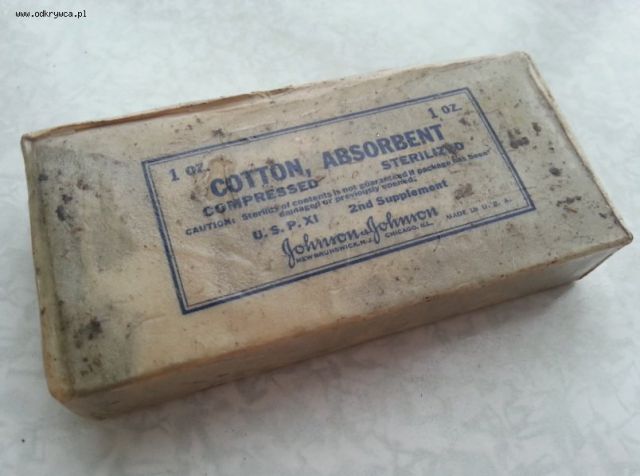 www.odkrywca.pl
1 OZ. 1 OZ.
COTTON, ABSORBENT
COMPRESSED STERILIZED
CAUTION: Sterility of contents is not guaranteed if package has been
damaged or previously opened.
U. S. P. XI 2nd Supplement
Johnson & Johnson
NEW BRUNSWICK, N.J. CHICAGO, ILL. MADE IN U.S.A.